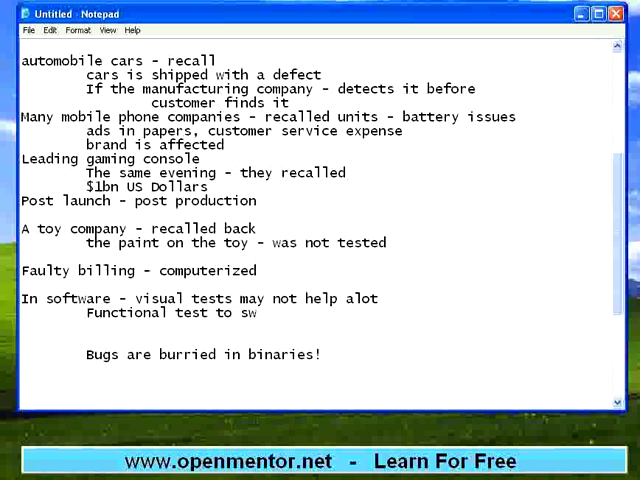 Untitled - Notepad
File Edit Format View Help
automobile cars - recall
cars is shipped with a defect
If the manufacturing company - detects it before
customer finds it
Many mobile phone companies - recalled units - battery issues
ads in papers, customer service expense
brand is affected
Leading gaming console
The same evening - they recalled
$1bn US Dollars
Post launch - post production
A toy company - recalled back
the paint on the toy - was not tested
Faulty billing - computerized
In software - visual tests may not help alot
Functional test to sw
Bugs are burried in binaries!
www.openmentor.net - Learn For Free